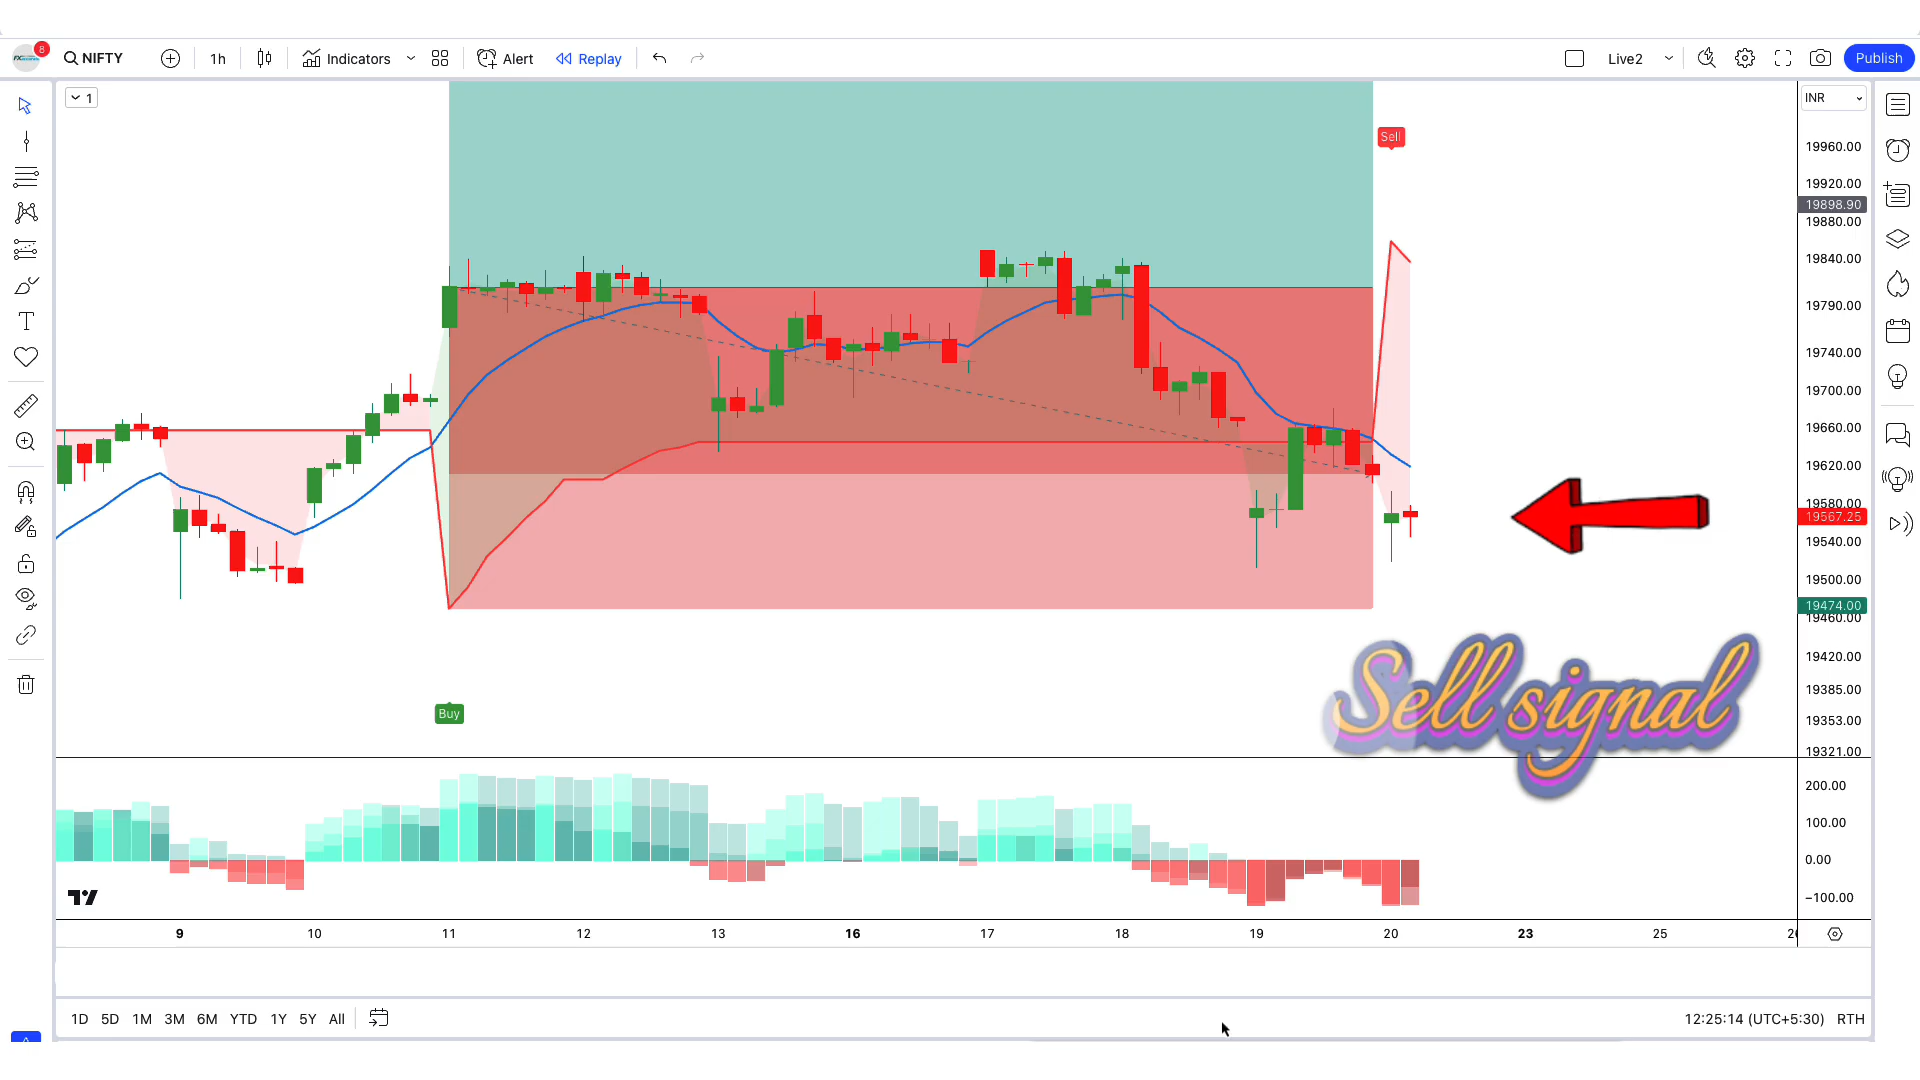 8
NIFTY
1h
Indicators
Alert
Replay
Live2
Publish
1
INR
Sell
19960.00
19920.00
19898.90
19880.00
19840.00
19790.00
19740.00
19700.00
19660.00
19620.00
19580.00
19567.25
19540.00
19500.00
19474.00
19460.00
19420.00
19385.00
19353.00
19321.00
Buy
Sell signal
200.00
100.00
0.00
−100.00
9 10 11 12 13 16 17 18 19 20 23 25
1D 5D 1M 3M 6M YTD 1Y 5Y All
12:25:14 (UTC+5:30) RTH